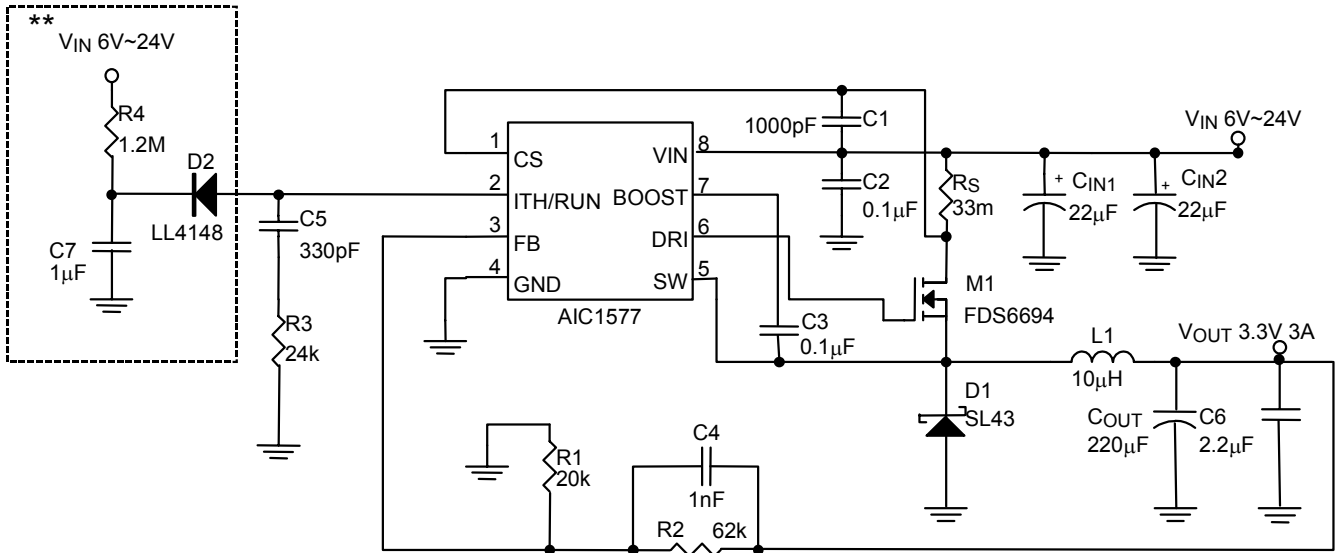 **
VIN 6V~24V
R4
1.2M
D2
LL4148
C7
1µF
C5
330pF
R3
24k
1
CS
2
ITH/RUN
3
FB
4
GND
VIN
8
BOOST
7
DRI
6
SW
5
AIC1577
1000pF
C1
C2
0.1µF
RS
33m
VIN 6V~24V
+
CIN1
22µF
+
CIN2
22µF
M1
FDS6694
C3
0.1µF
L1
10µH
VOUT 3.3V 3A
D1
SL43
COUT
220µF
C6
2.2µF
R1
20k
C4
1nF
R2
62k